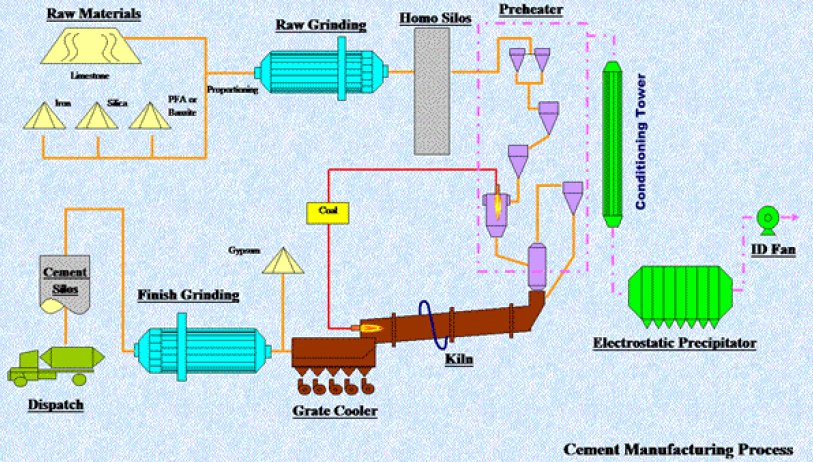 Raw Materials
Limestone
Iron
Silica
PFA or
Bauxite
Proportioning
Raw Grinding
Homo Silos
Preheater
Conditioning Tower
Coal
Gypsum
ID Fan
Cement
Silos
Finish Grinding
Electrostatic Precipitator
Kiln
Dispatch
Grate Cooler
Cement Manufacturing Process